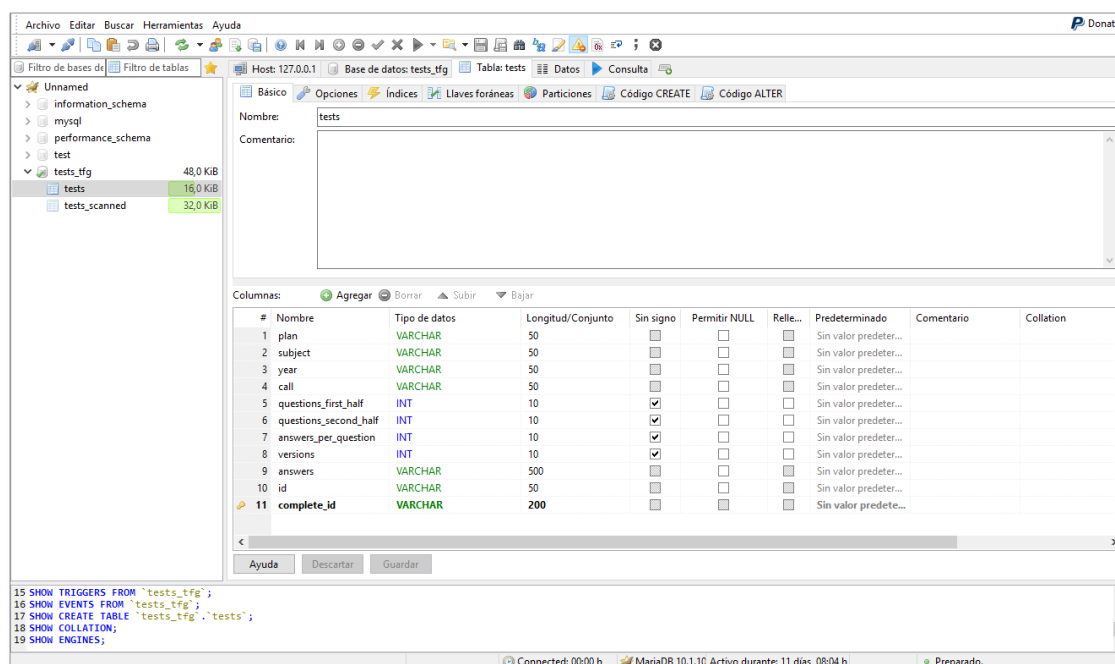 Archivo Editar Buscar Herramientas Ayuda
Donat
Filtro de bases de Filtro de tablas
Host: 127.0.0.1 Base de datos: tests_tfg Tabla: tests Datos Consulta
Unnamed
information_schema
mysql
performance_schema
test
tests_tfg 48,0 KiB
tests 16,0 KiB
tests_scanned 32,0 KiB
Básico Opciones Índices Llaves foráneas Particiones Código CREATE Código ALTER
Nombre: tests
Comentario:
Columnas: Agregar Borrar Subir Bajar
# Nombre Tipo de datos Longitud/Conjunto Sin signo Permitir NULL Relle... Predeterminado Comentario Collation
1 plan VARCHAR 50 Sin valor predeter...
2 subject VARCHAR 50 Sin valor predeter...
3 year VARCHAR 50 Sin valor predeter...
4 call VARCHAR 50 Sin valor predeter...
5 questions_first_half INT 10 Sin valor predeter...
6 questions_second_half INT 10 Sin valor predeter...
7 answers_per_question INT 10 Sin valor predeter...
8 versions INT 10 Sin valor predeter...
9 answers VARCHAR 500 Sin valor predeter...
10 id VARCHAR 50 Sin valor predeter...
11 complete_id VARCHAR 200 Sin valor predete...
Ayuda Descartar Guardar
15 SHOW TRIGGERS FROM `tests_tfg`;
16 SHOW EVENTS FROM `tests_tfg`;
17 SHOW CREATE TABLE `tests_tfg`.`tests`;
18 SHOW COLLATION;
19 SHOW ENGINES;
Connected: 00:00 h MariaDB 10.1.10 Activo durante: 11 días, 08:04 h Preparado.